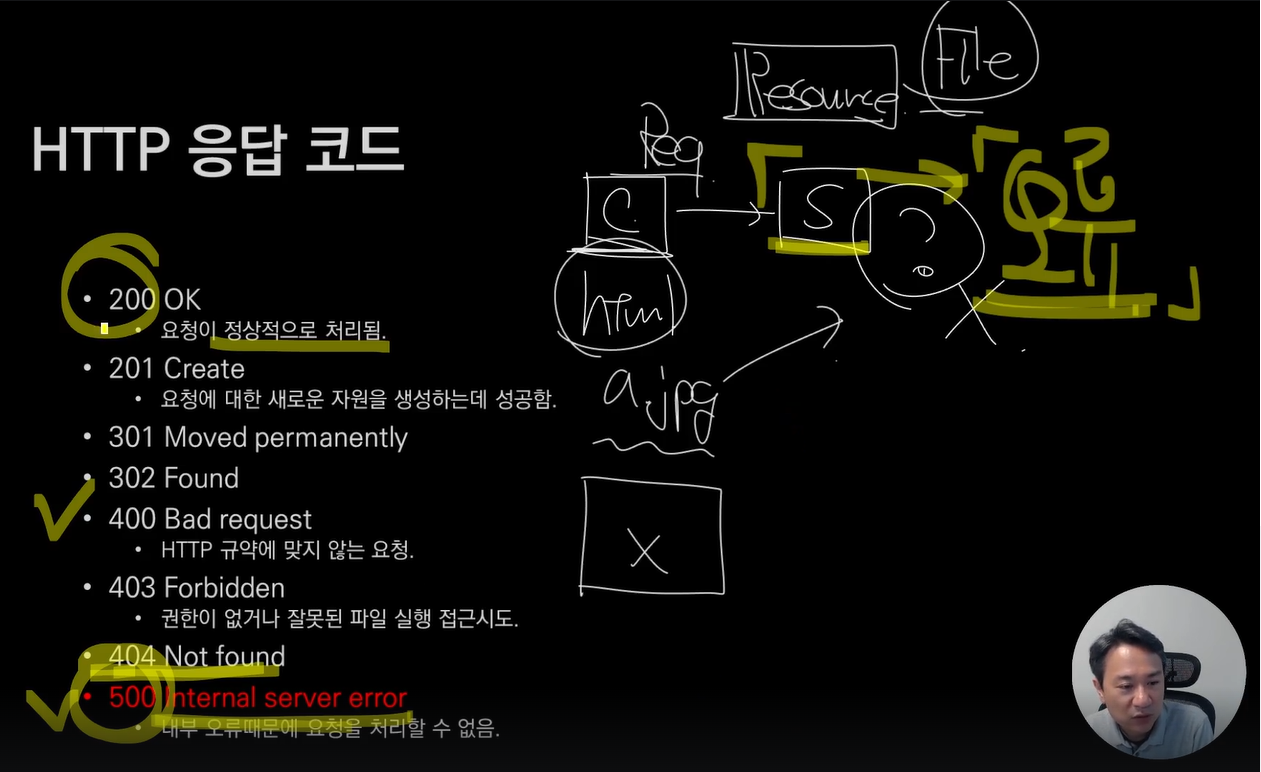 HTTP 응답 코드
• 200 OK
• 요청이 정상적으로 처리됨.
• 201 Create
• 요청에 대한 새로운 자원을 생성하는데 성공함.
• 301 Moved permanently
• 302 Found
• 400 Bad request
• HTTP 규약에 맞지 않는 요청.
• 403 Forbidden
• 권한이 없거나 잘못된 파일 실행 접근시도.
• 404 Not found
• 500 Internal server error
• 내부 오류때문에 요청을 처리할 수 없음.
Resource
File
Req
C
S
?
html
a.jpg
X